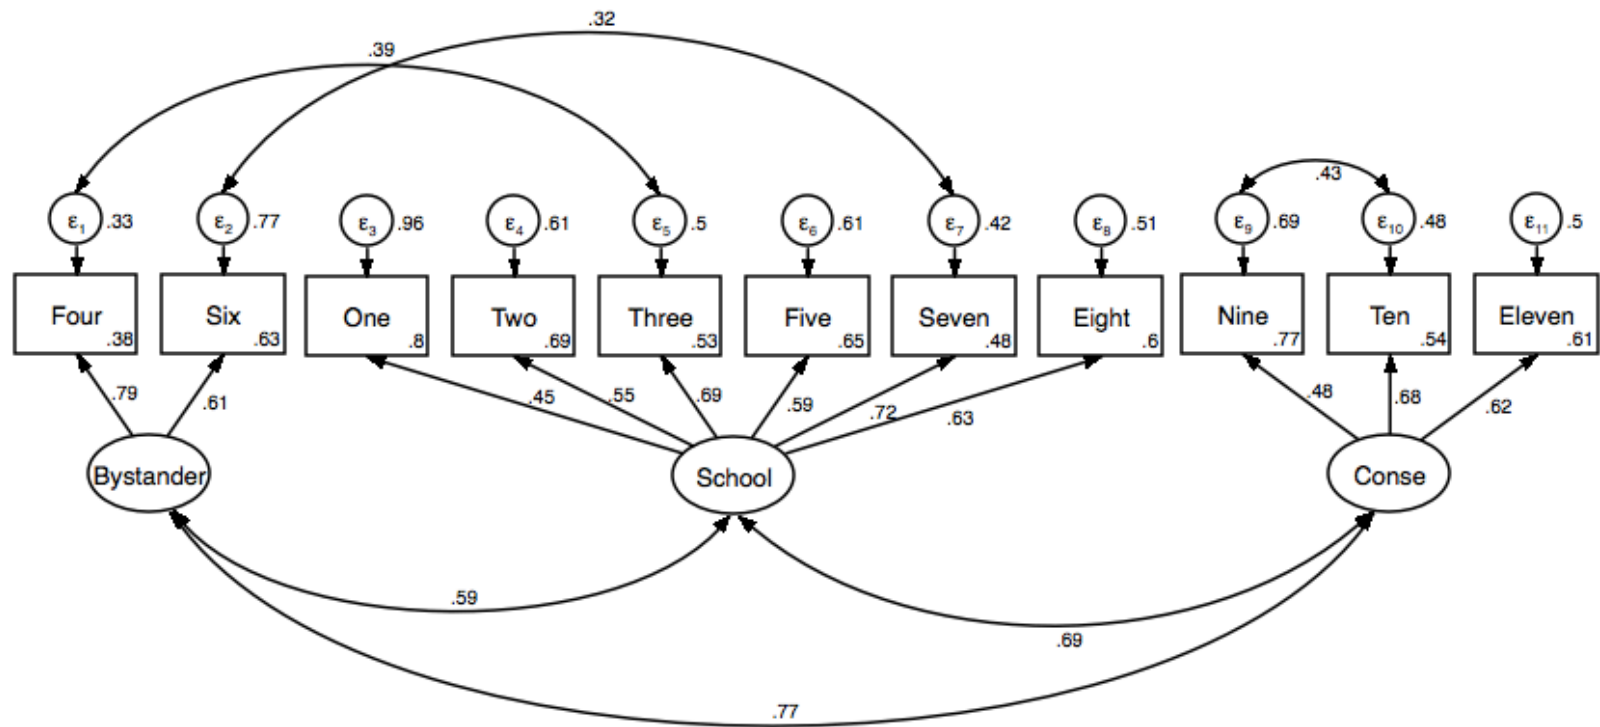 .32
.39
.43
ε1 .33 ε2 .77 ε3 .96 ε4 .61 ε5 .5 ε6 .61 ε7 .42 ε8 .51 ε9 .69 ε10 .48 ε11 .5
Four Six One Two Three Five Seven Eight Nine Ten Eleven
.38 .63 .8 .69 .53 .65 .48 .6 .77 .54 .61
.79 .61 .45 .55 .69 .59 .72 .63 .48 .68 .62
Bystander School Conse
.59
.69
.77